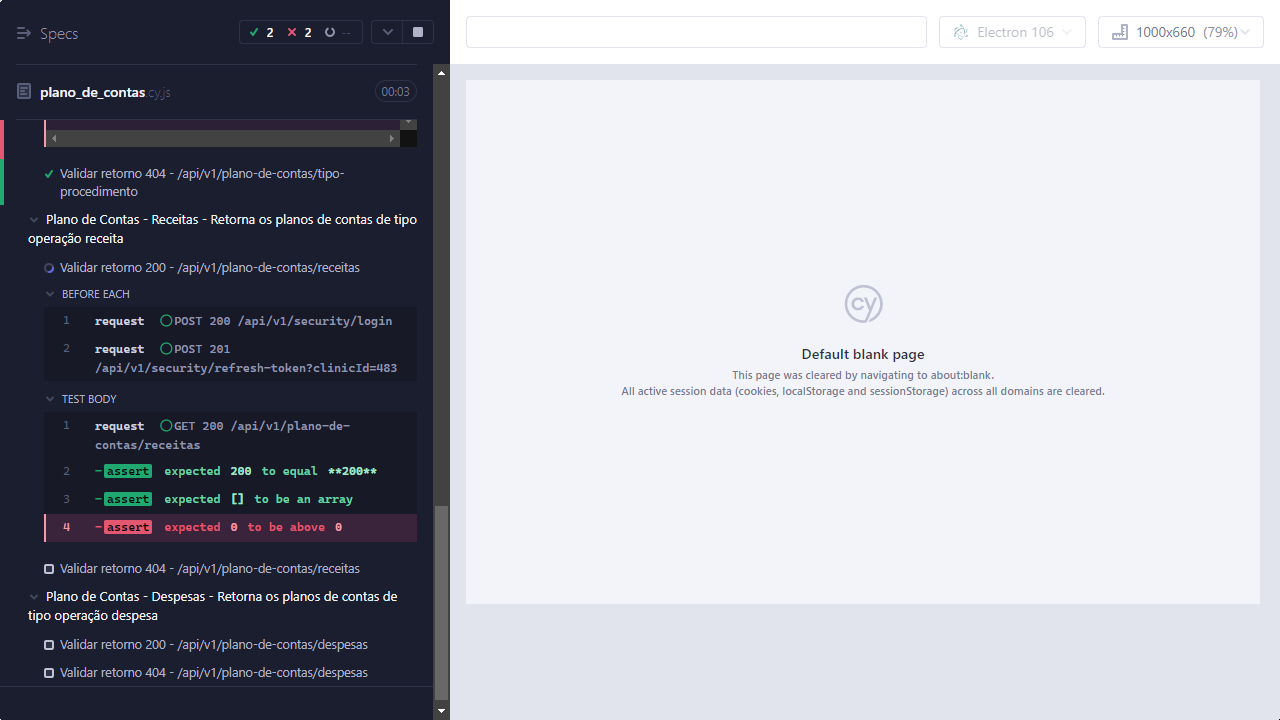 Specs
2 2 --
Electron 106
1000x660 (79%)
plano_de_contas.cy.js
00:03
Validar retorno 404 - /api/v1/plano-de-contas/tipo-
procedimento
Plano de Contas - Receitas - Retorna os planos de contas de tipo
operação receita
Validar retorno 200 - /api/v1/plano-de-contas/receitas
BEFORE EACH
1 request POST 200 /api/v1/security/login
2 request POST 201
/api/v1/security/refresh-token?clinicId=483
TEST BODY
1 request GET 200 /api/v1/plano-de-
contas/receitas
2 -assert expected 200 to equal **200**
3 -assert expected [] to be an array
4 -assert expected 0 to be above 0
Validar retorno 404 - /api/v1/plano-de-contas/receitas
Plano de Contas - Despesas - Retorna os planos de contas de
tipo operação despesa
Validar retorno 200 - /api/v1/plano-de-contas/despesas
Validar retorno 404 - /api/v1/plano-de-contas/despesas
cy
Default blank page
This page was cleared by navigating to about:blank.
All active session data (cookies, localStorage and sessionStorage) across all domains are cleared.